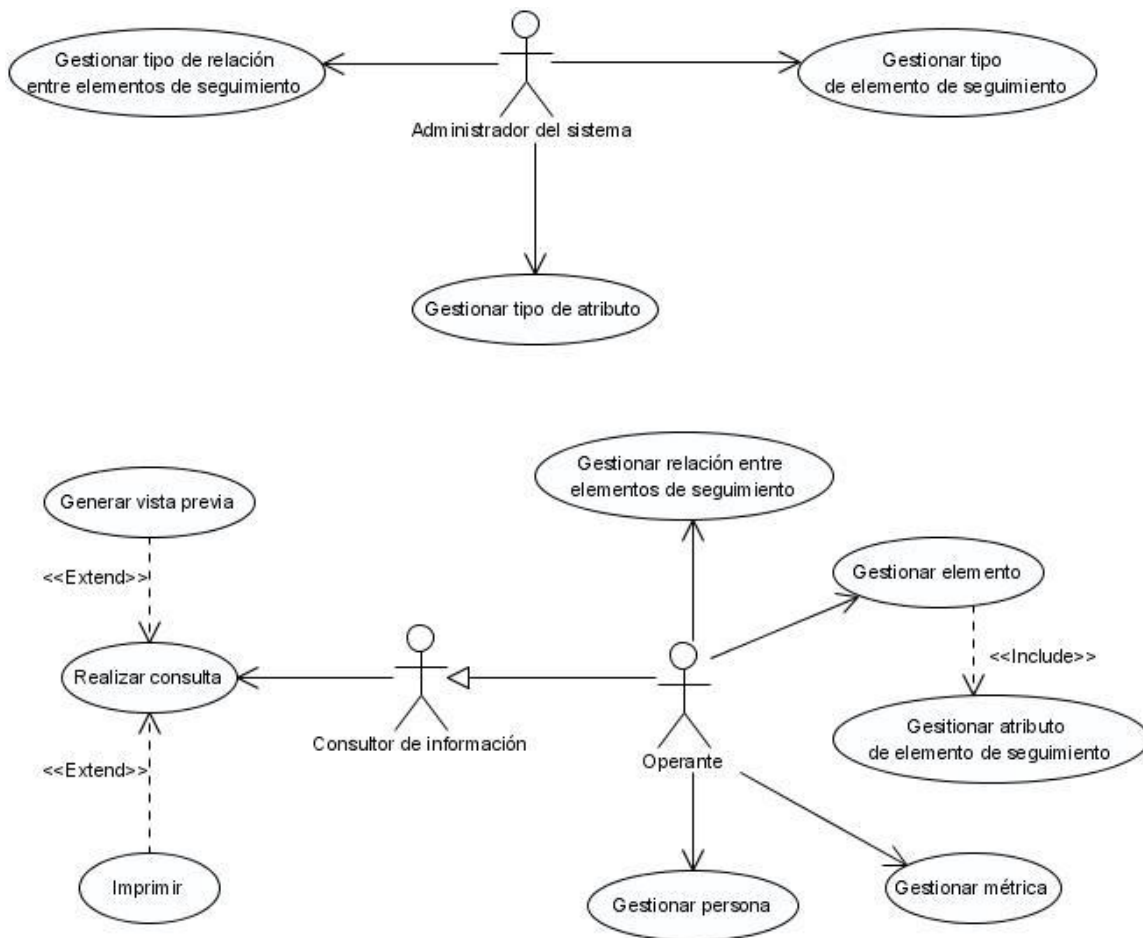 Gestionar tipo de relación
entre elementos de seguimiento
Gestionar tipo
de elemento de seguimiento
Administrador del sistema
Gestionar tipo de atributo
Gestionar relación entre
elementos de seguimiento
Generar vista previa
<<Extend>>
Gestionar elemento
<<Include>>
Realizar consulta
Consultor de información
Operante
Gesitionar atributo
de elemento de seguimiento
<<Extend>>
Imprimir
Gestionar persona
Gestionar métrica